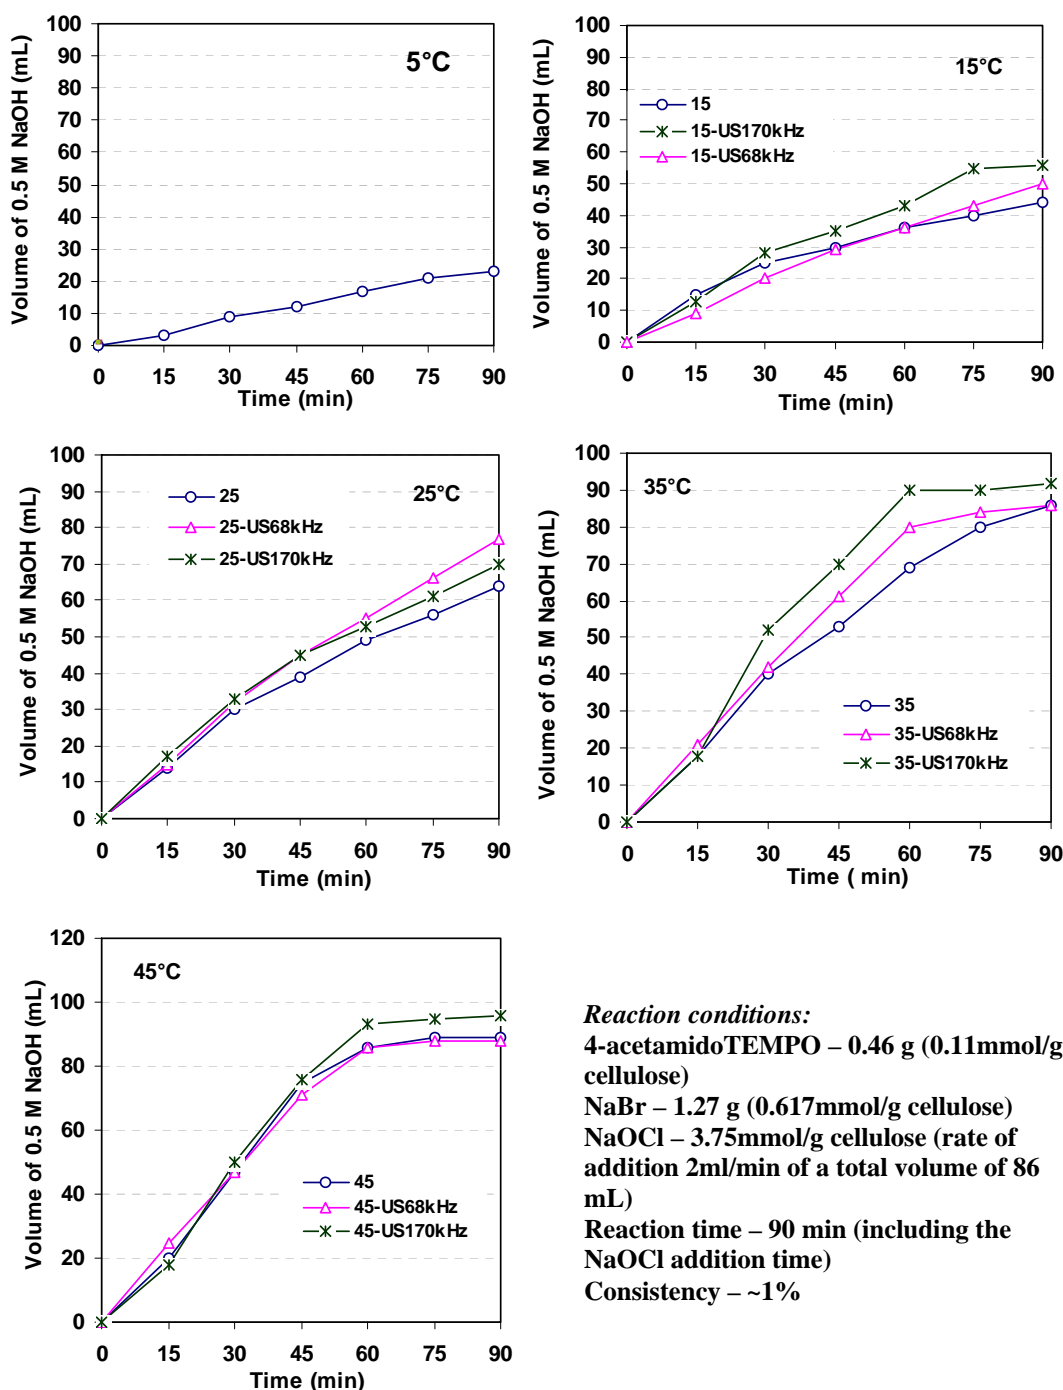 100
90
80
70
60
50
40
30
20
10
0
Volume of 0.5 M NaOH (mL)
5°C
0 15 30 45 60 75 90
Time (min)
100
90
80
70
60
50
40
30
20
10
0
Volume of 0.5 M NaOH (mL)
15°C
15
15-US170kHz
15-US68kHz
0 15 30 45 60 75 90
Time (min)
100
90
80
70
60
50
40
30
20
10
0
Volume of 0.5 M NaOH (mL)
25°C
25
25-US68kHz
25-US170kHz
0 15 30 45 60 75 90
Time (min)
100
90
80
70
60
50
40
30
20
10
0
Volume of 0.5 M NaOH (mL)
35°C
35
35-US68kHz
35-US170kHz
0 15 30 45 60 75 90
Time ( min)
120
100
80
60
40
20
0
Volume of 0.5 M NaOH (mL)
45°C
45
45-US68kHz
45-US170kHz
0 15 30 45 60 75 90
Time (min)
Reaction conditions:
4-acetamidoTEMPO – 0.46 g (0.11mmol/g
cellulose)
NaBr – 1.27 g (0.617mmol/g cellulose)
NaOCl – 3.75mmol/g cellulose (rate of
addition 2ml/min of a total volume of 86
mL)
Reaction time – 90 min (including the
NaOCl addition time)
Consistency – ~1%